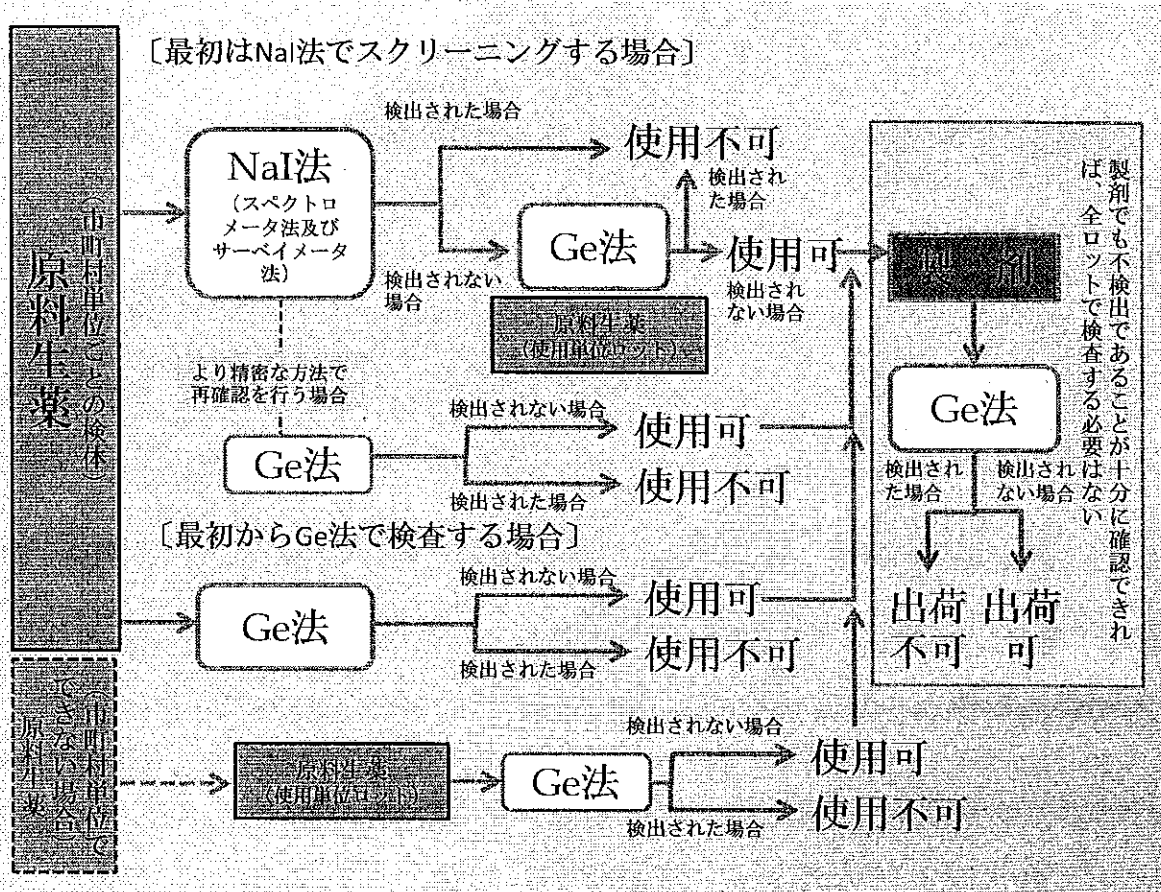 〔最初はNaI法でスクリーニングする場合〕
原料生薬
（市町村単位ごとの検体）
NaI法
（スペクトロ
メータ法及び
サーベイメータ
法）
検出された場合
使用不可
検出されない
場合
Ge法
検出され
た場合
使用可
検出され
ない場合
原料生薬
（使用単位ロット）
より精密な方法で
再確認を行う場合
Ge法
検出されない場合
使用可
検出された場合
使用不可
〔最初からGe法で検査する場合〕
Ge法
検出されない場合
使用可
検出された場合
使用不可
原料生薬
（市町村単位で
できない場合）
原料生薬
（使用単位ロット）
Ge法
検出されない場合
使用可
検出された場合
使用不可
製剤でも不検出であることが十分に確認できれ
ば、全ロットで検査する必要はない
製　剤
Ge法
検出され
た場合
検出され
ない場合
出荷
不可
出荷
可